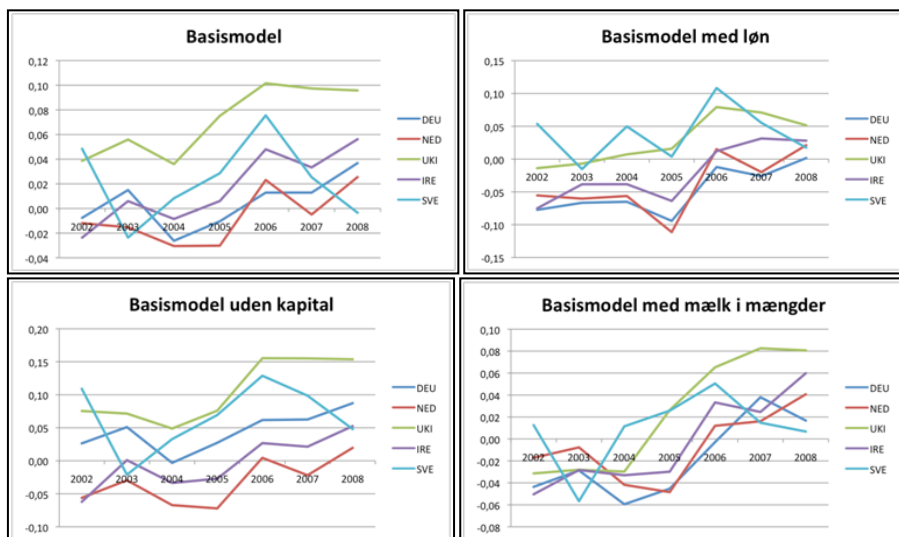 Basismodel
0,12
0,10
0,08
0,06
0,04
0,02
0,00
-0,02
-0,04
2002 2003 2004 2005 2006 2007 2008
DEU
NED
UKI
IRE
SVE
Basismodel med løn
0,15
0,10
0,05
0,00
-0,05
-0,10
-0,15
2002 2003 2004 2005 2006 2007 2008
DEU
NED
UKI
IRE
SVE
Basismodel uden kapital
0,20
0,15
0,10
0,05
0,00
-0,05
-0,10
2002 2003 2004 2005 2006 2007 2008
DEU
NED
UKI
IRE
SVE
Basismodel med mælk i mængder
0,10
0,08
0,06
0,04
0,02
0,00
-0,02
-0,04
-0,06
-0,08
2002 2003 2004 2005 2006 2007 2008
DEU
NED
UKI
IRE
SVE